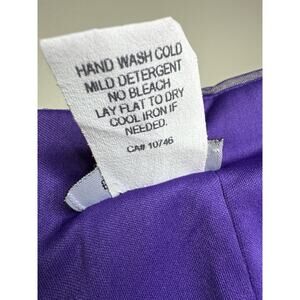 HAND WASH COLD
MILD DETERGENT
NO BLEACH
LAY FLAT TO DRY
COOL IRON IF
NEEDED.
CA# 10746